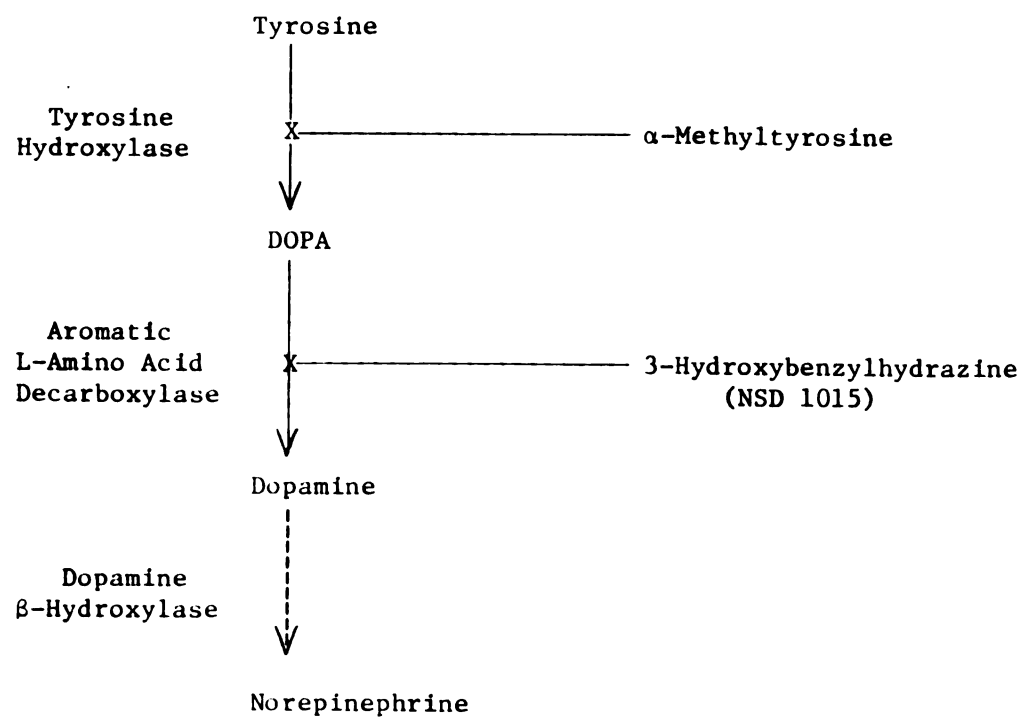 Tyrosine
Tyrosine
Hydroxylase
X
α-Methyltyrosine
DOPA
Aromatic
L-Amino Acid
Decarboxylase
X
3-Hydroxybenzylhydrazine
(NSD 1015)
Dopamine
Dopamine
β-Hydroxylase
Norepinephrine